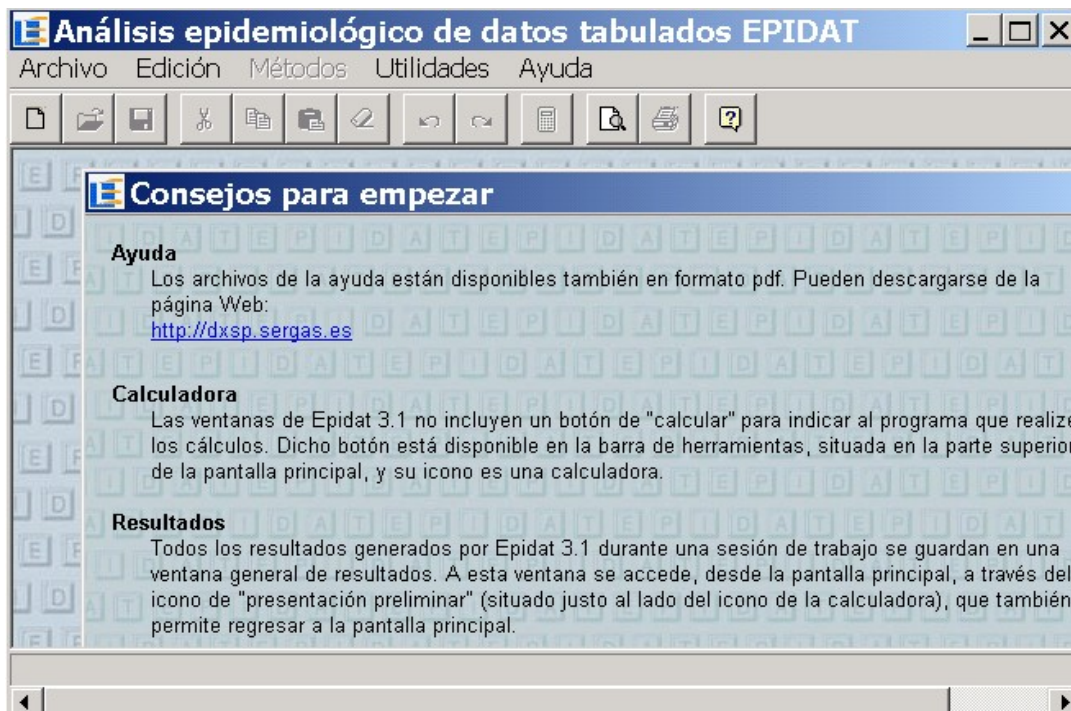 Análisis epidemiológico de datos tabulados EPIDAT
Archivo Edición Métodos Utilidades Ayuda
Consejos para empezar
Ayuda
Los archivos de la ayuda están disponibles también en formato pdf. Pueden descargarse de la
página Web:
http://dxsp.sergas.es
Calculadora
Las ventanas de Epidat 3.1 no incluyen un botón de "calcular" para indicar al programa que realize
los cálculos. Dicho botón está disponible en la barra de herramientas, situada en la parte superior
de la pantalla principal, y su icono es una calculadora.
Resultados
Todos los resultados generados por Epidat 3.1 durante una sesión de trabajo se guardan en una
ventana general de resultados. A esta ventana se accede, desde la pantalla principal, a través del
icono de "presentación preliminar" (situado justo al lado del icono de la calculadora), que también
permite regresar a la pantalla principal.